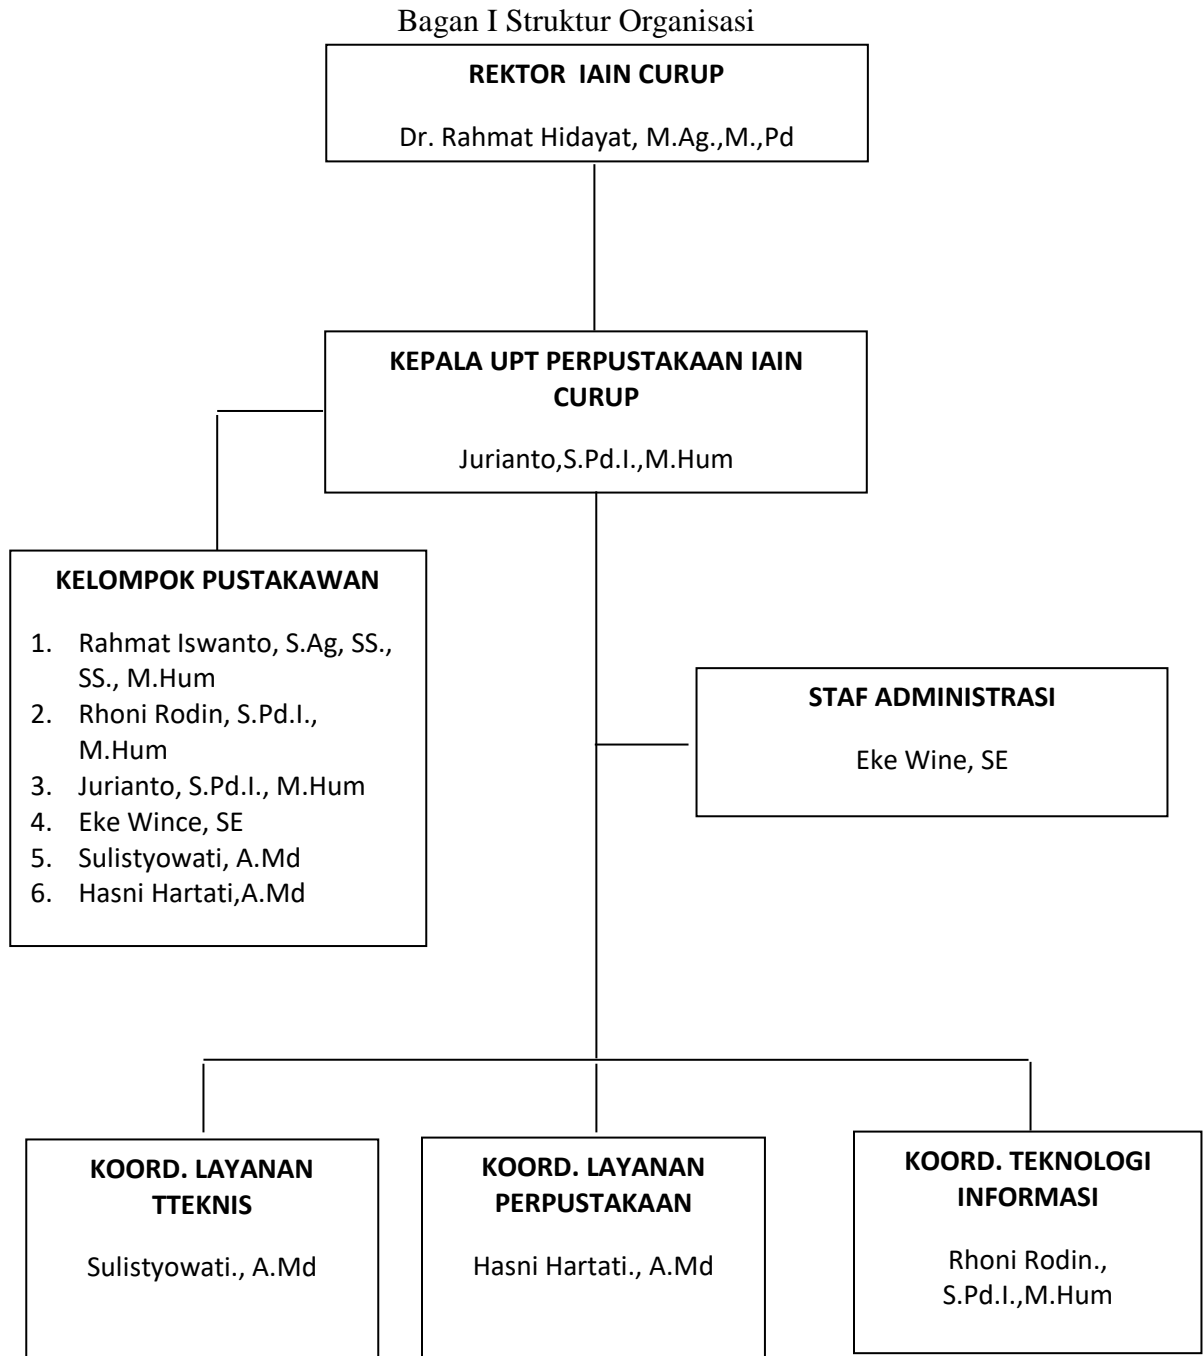 Bagan I Struktur Organisasi
REKTOR IAIN CURUP
Dr. Rahmat Hidayat, M.Ag.,M.,Pd
KEPALA UPT PERPUSTAKAAN IAIN
CURUP
Jurianto,S.Pd.I.,M.Hum
KELOMPOK PUSTAKAWAN
1. Rahmat Iswanto, S.Ag, SS.,
SS., M.Hum
2. Rhoni Rodin, S.Pd.I.,
M.Hum
3. Jurianto, S.Pd.I., M.Hum
4. Eke Wince, SE
5. Sulistyowati, A.Md
6. Hasni Hartati,A.Md
STAF ADMINISTRASI
Eke Wine, SE
KOORD. LAYANAN
TTEKNIS
Sulistyowati., A.Md
KOORD. LAYANAN
PERPUSTAKAAN
Hasni Hartati., A.Md
KOORD. TEKNOLOGI
INFORMASI
Rhoni Rodin.,
S.Pd.I.,M.Hum